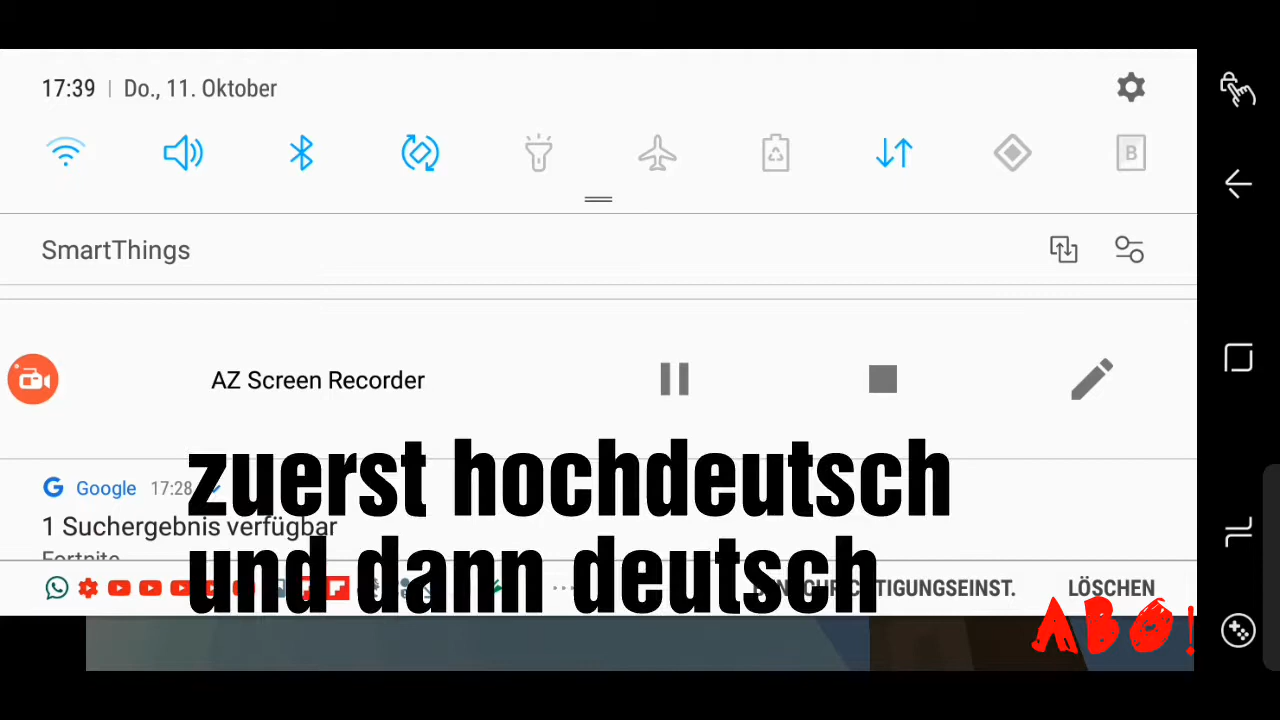 17:39 | Do., 11. Oktober
B
SmartThings
AZ Screen Recorder
G Google 17:28
1 Suchergebnis verfügbar
Fortnite
zuerst hochdeutsch
und dann deutsch
LÖSCHEN
ABO!